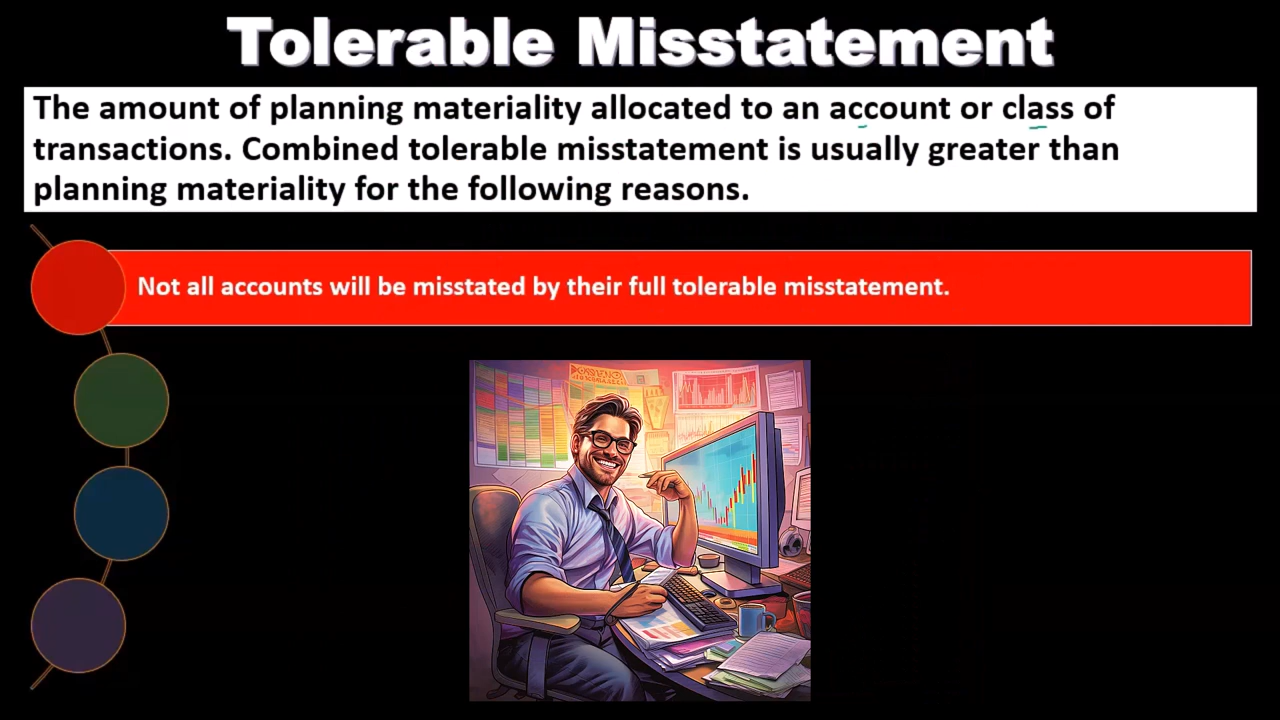 Tolerable Misstatement
The amount of planning materiality allocated to an account or class of
transactions. Combined tolerable misstatement is usually greater than
planning materiality for the following reasons.
Not all accounts will be misstated by their full tolerable misstatement.